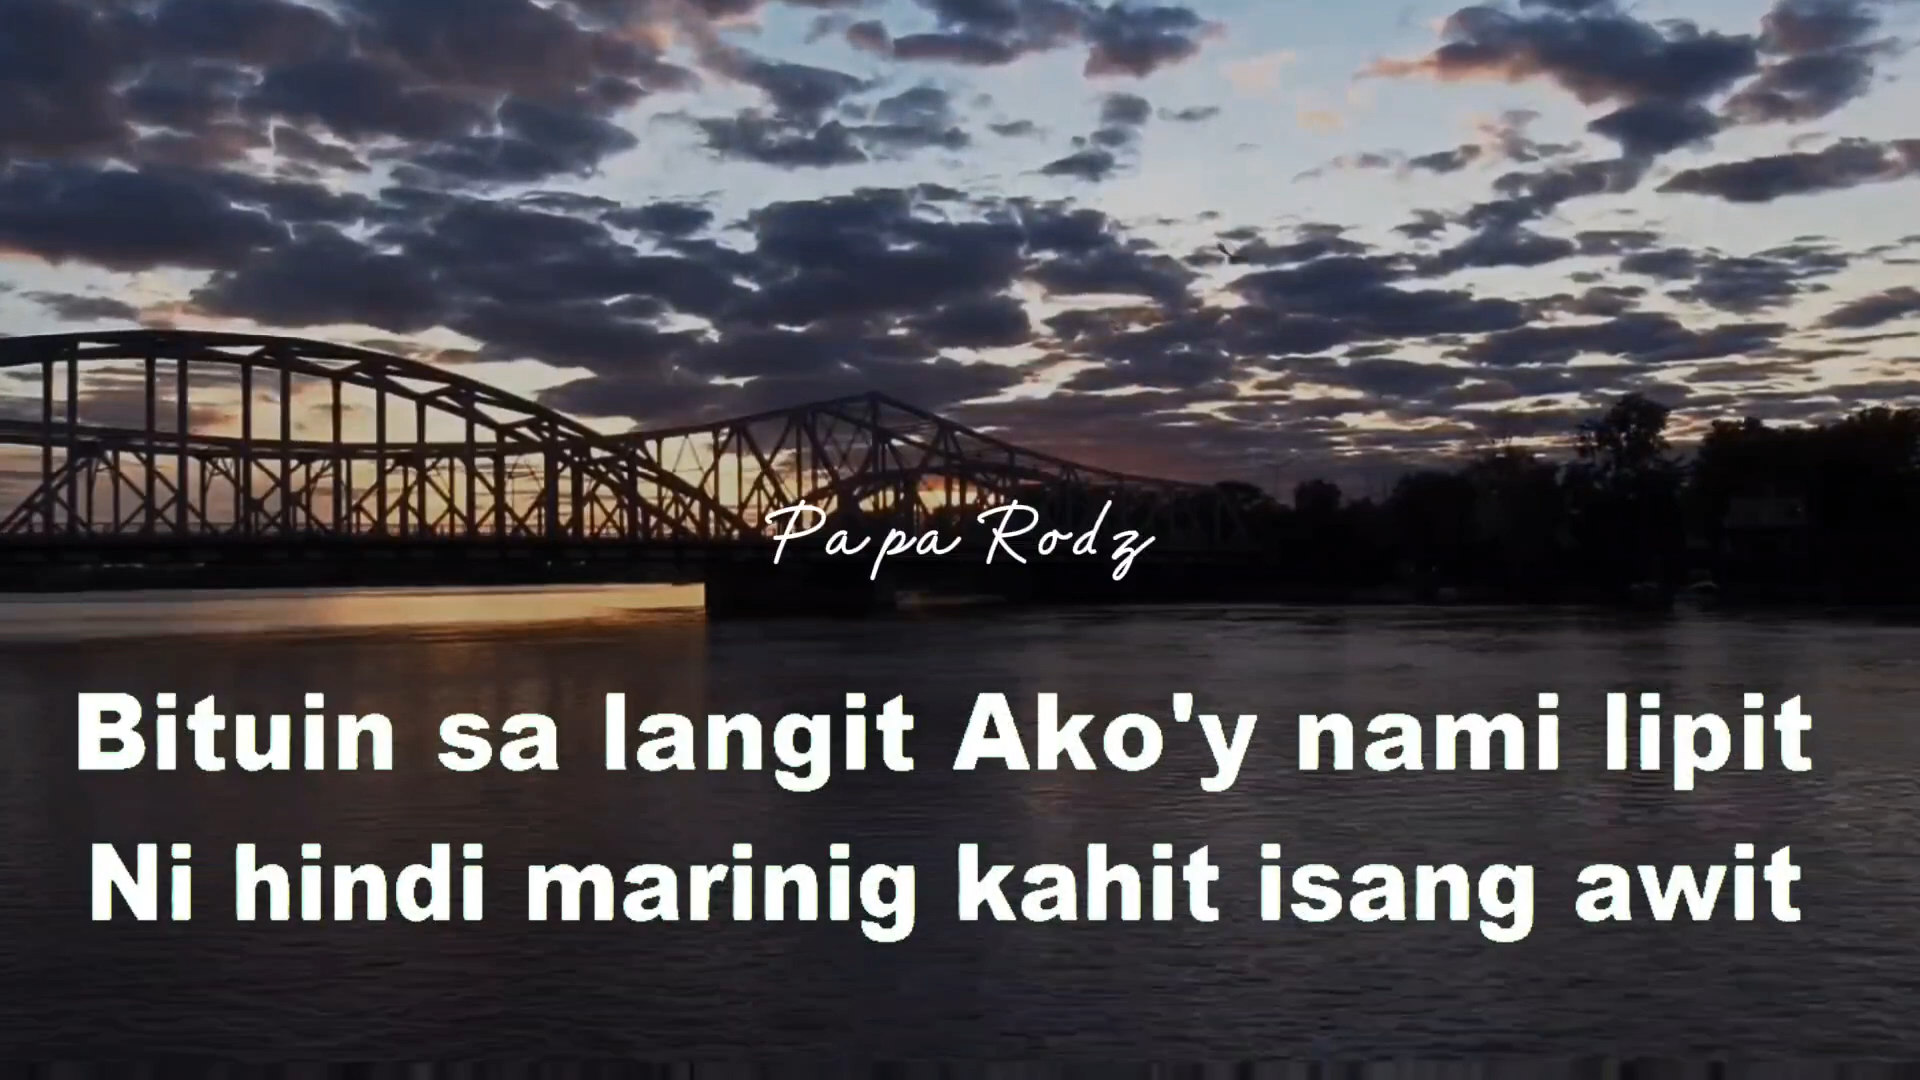 Papa Rodz
Bituin sa langit Ako'y nami lipit
Ni hindi marinig kahit isang awit